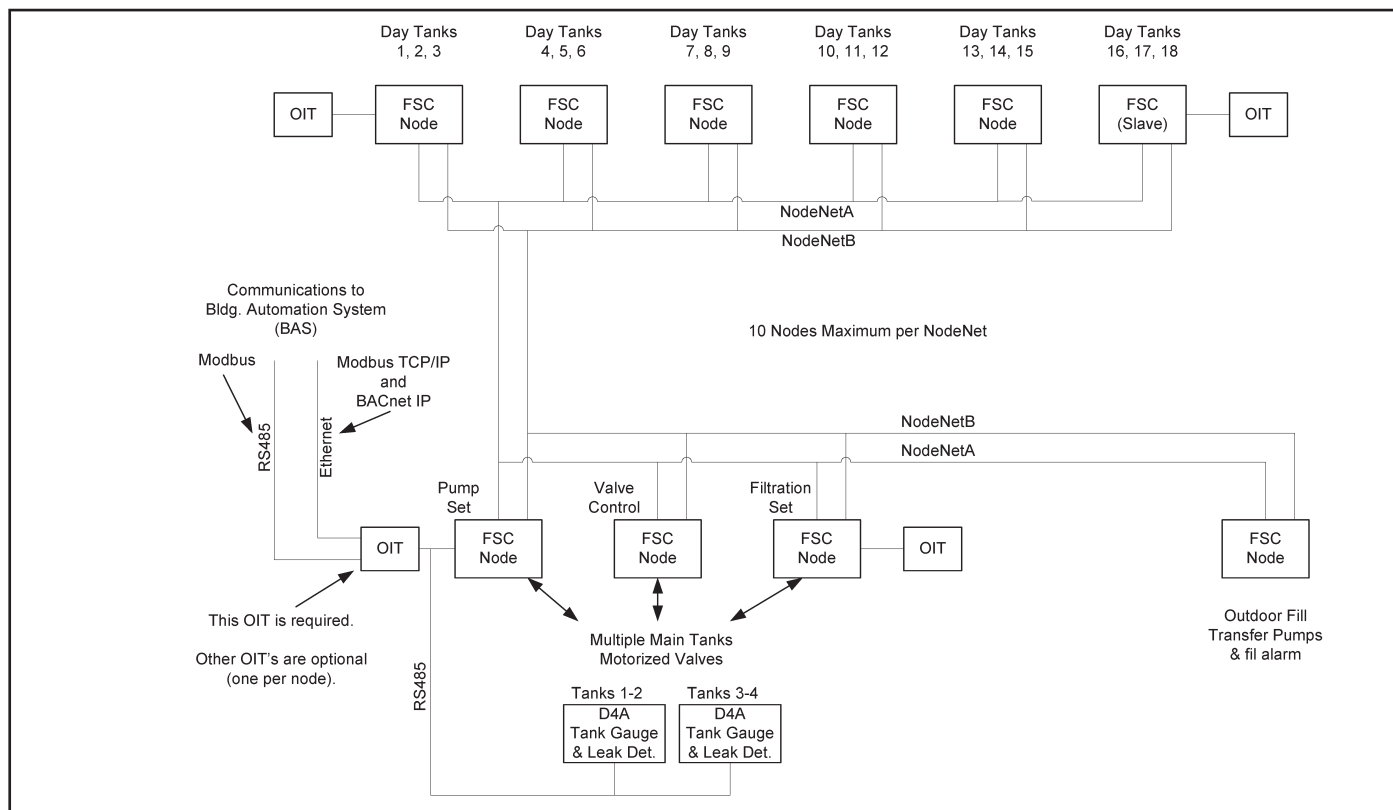 Day Tanks
1, 2, 3
Day Tanks
4, 5, 6
Day Tanks
7, 8, 9
Day Tanks
10, 11, 12
Day Tanks
13, 14, 15
Day Tanks
16, 17, 18
OIT
FSC
Node
FSC
Node
FSC
Node
FSC
Node
FSC
Node
FSC
(Slave)
OIT
NodeNetA
NodeNetB
Communications to
Bldg. Automation System
(BAS)
10 Nodes Maximum per NodeNet
Modbus
Modbus TCP/IP
and
BACnet IP
RS485
Ethernet
NodeNetB
NodeNetA
Pump
Set
Valve
Control
Filtration
Set
OIT
FSC
Node
FSC
Node
FSC
Node
OIT
FSC
Node
This OIT is required.
Other OIT's are optional
(one per node).
Multiple Main Tanks
Motorized Valves
Outdoor Fill
Transfer Pumps
& fil alarm
RS485
Tanks 1-2
D4A
Tank Gauge
& Leak Det.
Tanks 3-4
D4A
Tank Gauge
& Leak Det.